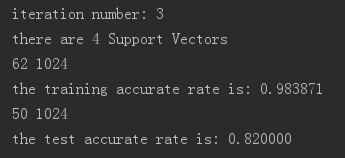 iteration number: 3
there are 4 Support Vectors
62 1024
the training accurate rate is: 0.983871
50 1024
the test accurate rate is: 0.820000